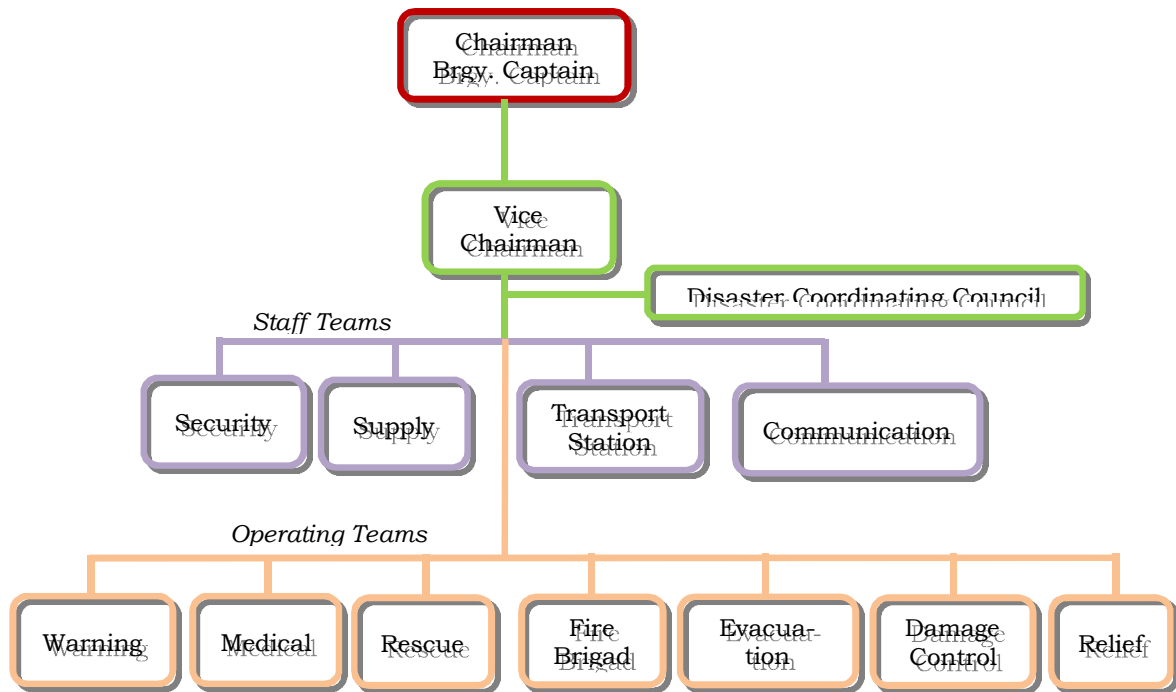 Chairman
Brgy. Captain
Vice
Chairman
Disaster Coordinating Council
Staff Teams
Security
Supply
Transport
Station
Communication
Operating Teams
Warning
Medical
Rescue
Fire
Brigad
Evacua-
tion
Damage
Control
Relief